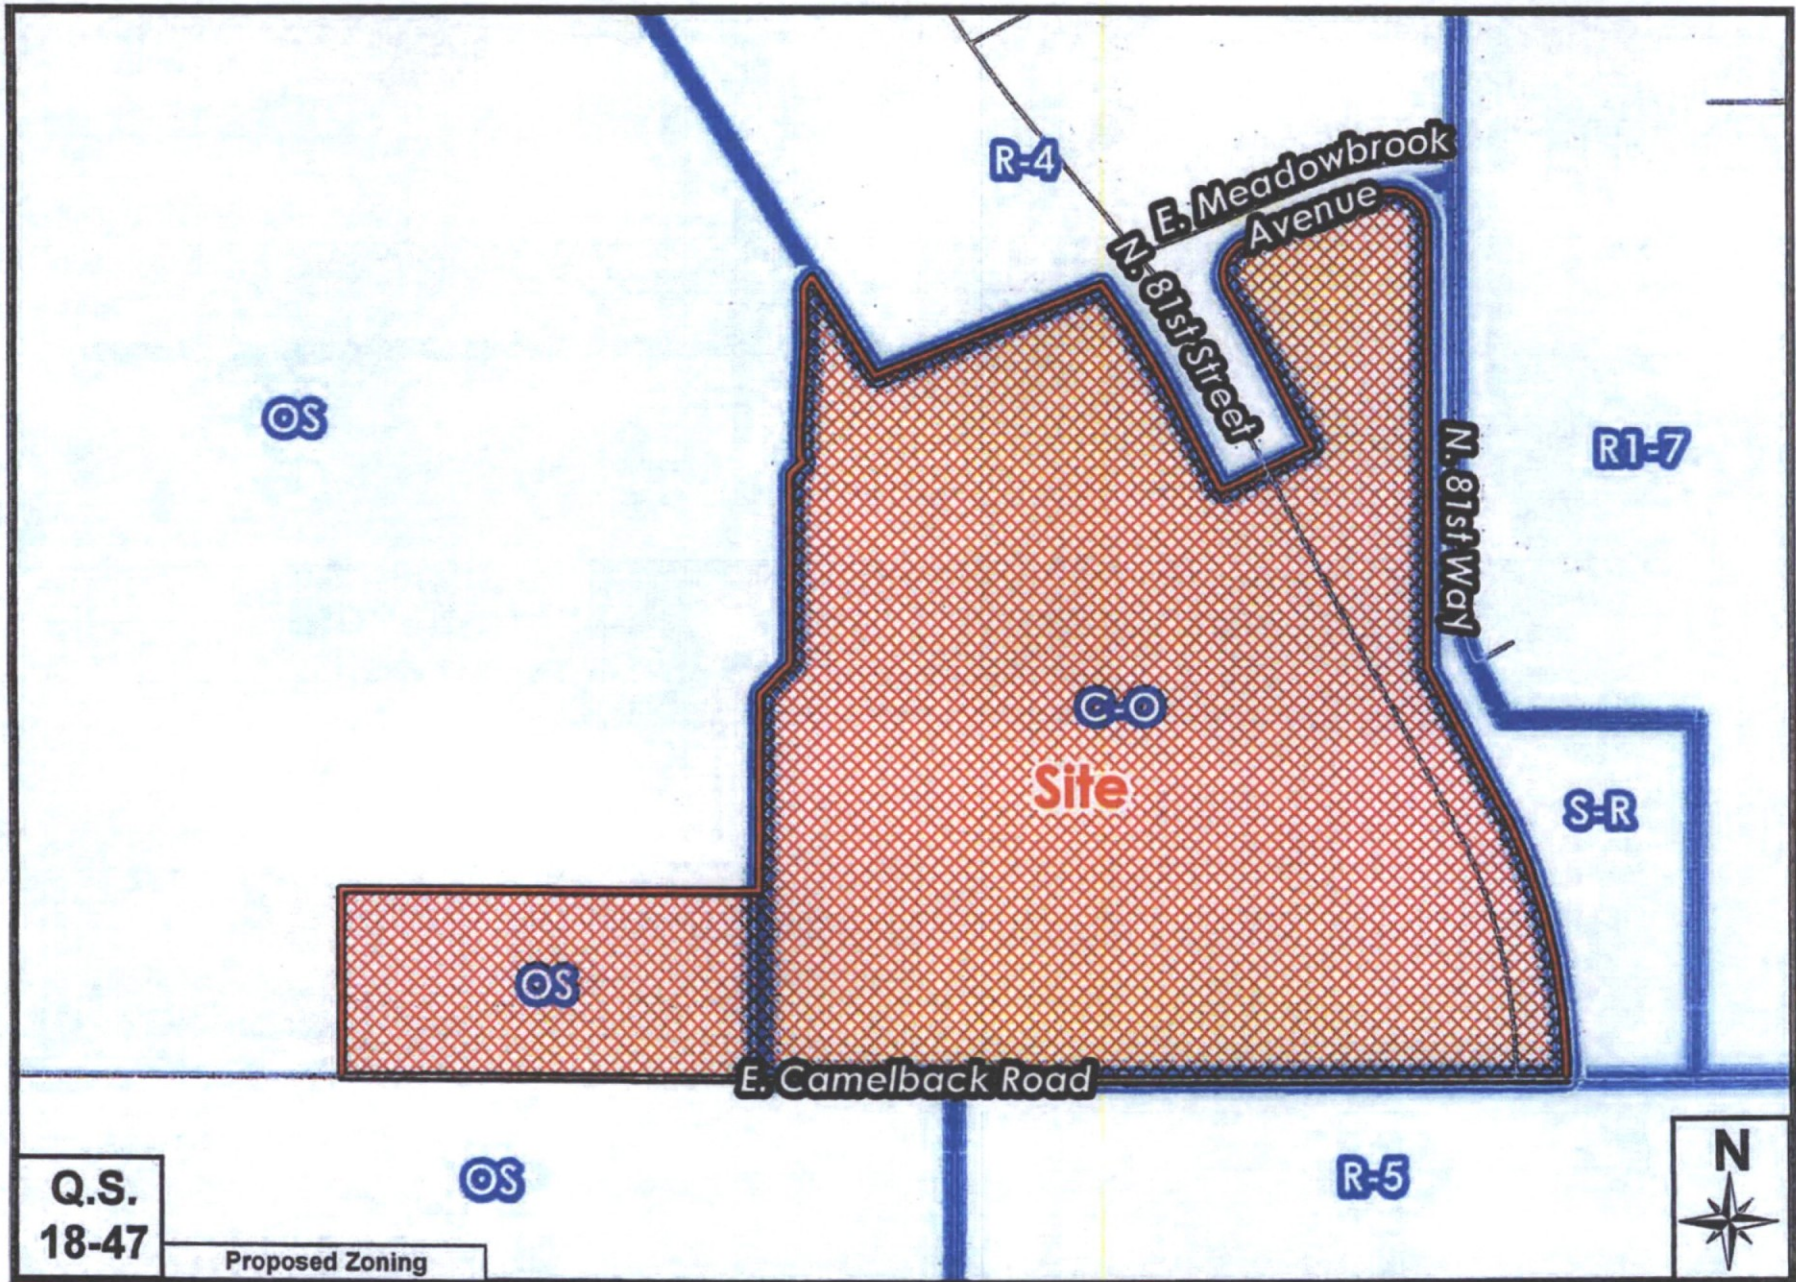 R-4
E. Meadowbrook
Avenue
N. 81st Street
OS
R1-7
N. 81st Way
C-O
Site
S-R
OS
E. Camelback Road
OS
R-5
N
Q.S.
18-47
Proposed Zoning